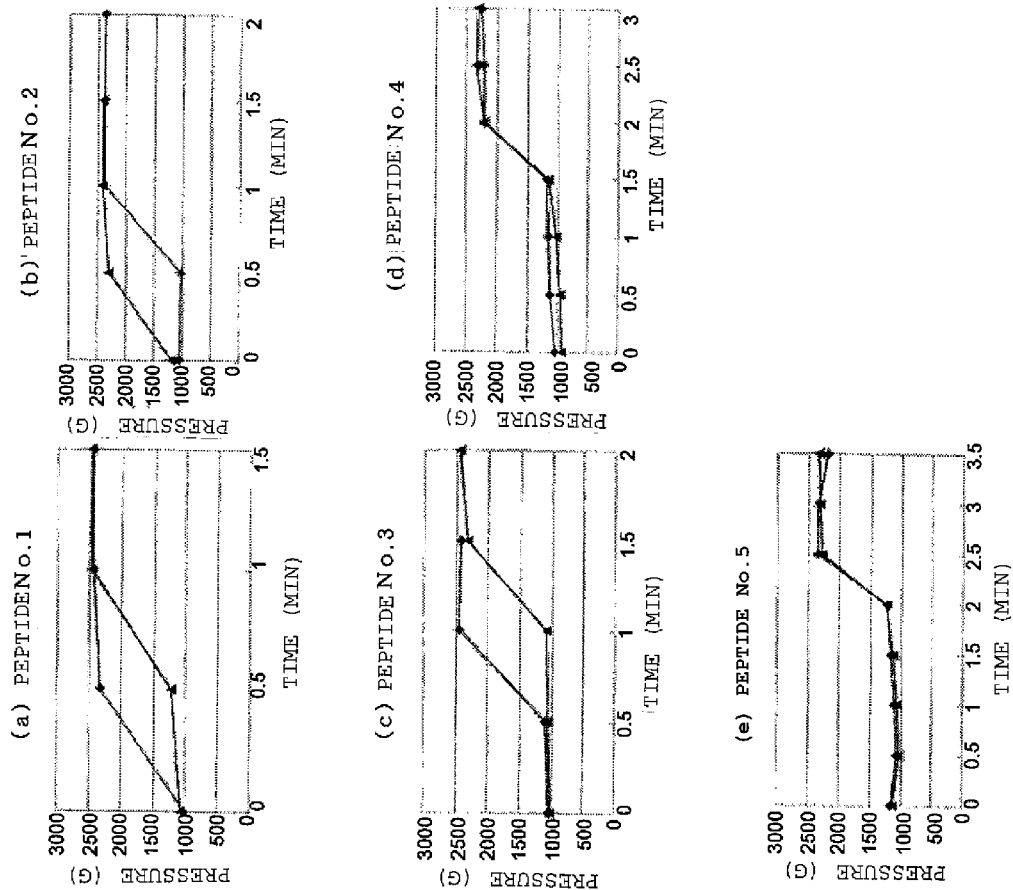 (a) PEPTIDE No.1
PRESSURE (G)
3000
2500
2000
1500
1000
500
0
0 0.5 1 1.5
TIME (MIN)
(b)' PEPTIDE No.2
PRESSURE (G)
3000
2500
2000
1500
1000
500
0
0 0.5 1 1.5 2
TIME (MIN)
(c) PEPTIDE No.3
PRESSURE (G)
3000
2500
2000
1500
1000
500
0
0 0.5 1 1.5 2
TIME (MIN)
(d) PEPTIDE No.4
PRESSURE (G)
3000
2500
2000
1500
1000
500
0
0 0.5 1 1.5 2 2.5 3
TIME (MIN)
(e) PEPTIDE No.5
PRESSURE (G)
3000
2500
2000
1500
1000
500
0
0 0.5 1 1.5 2 2.5 3 3.5
TIME (MIN)